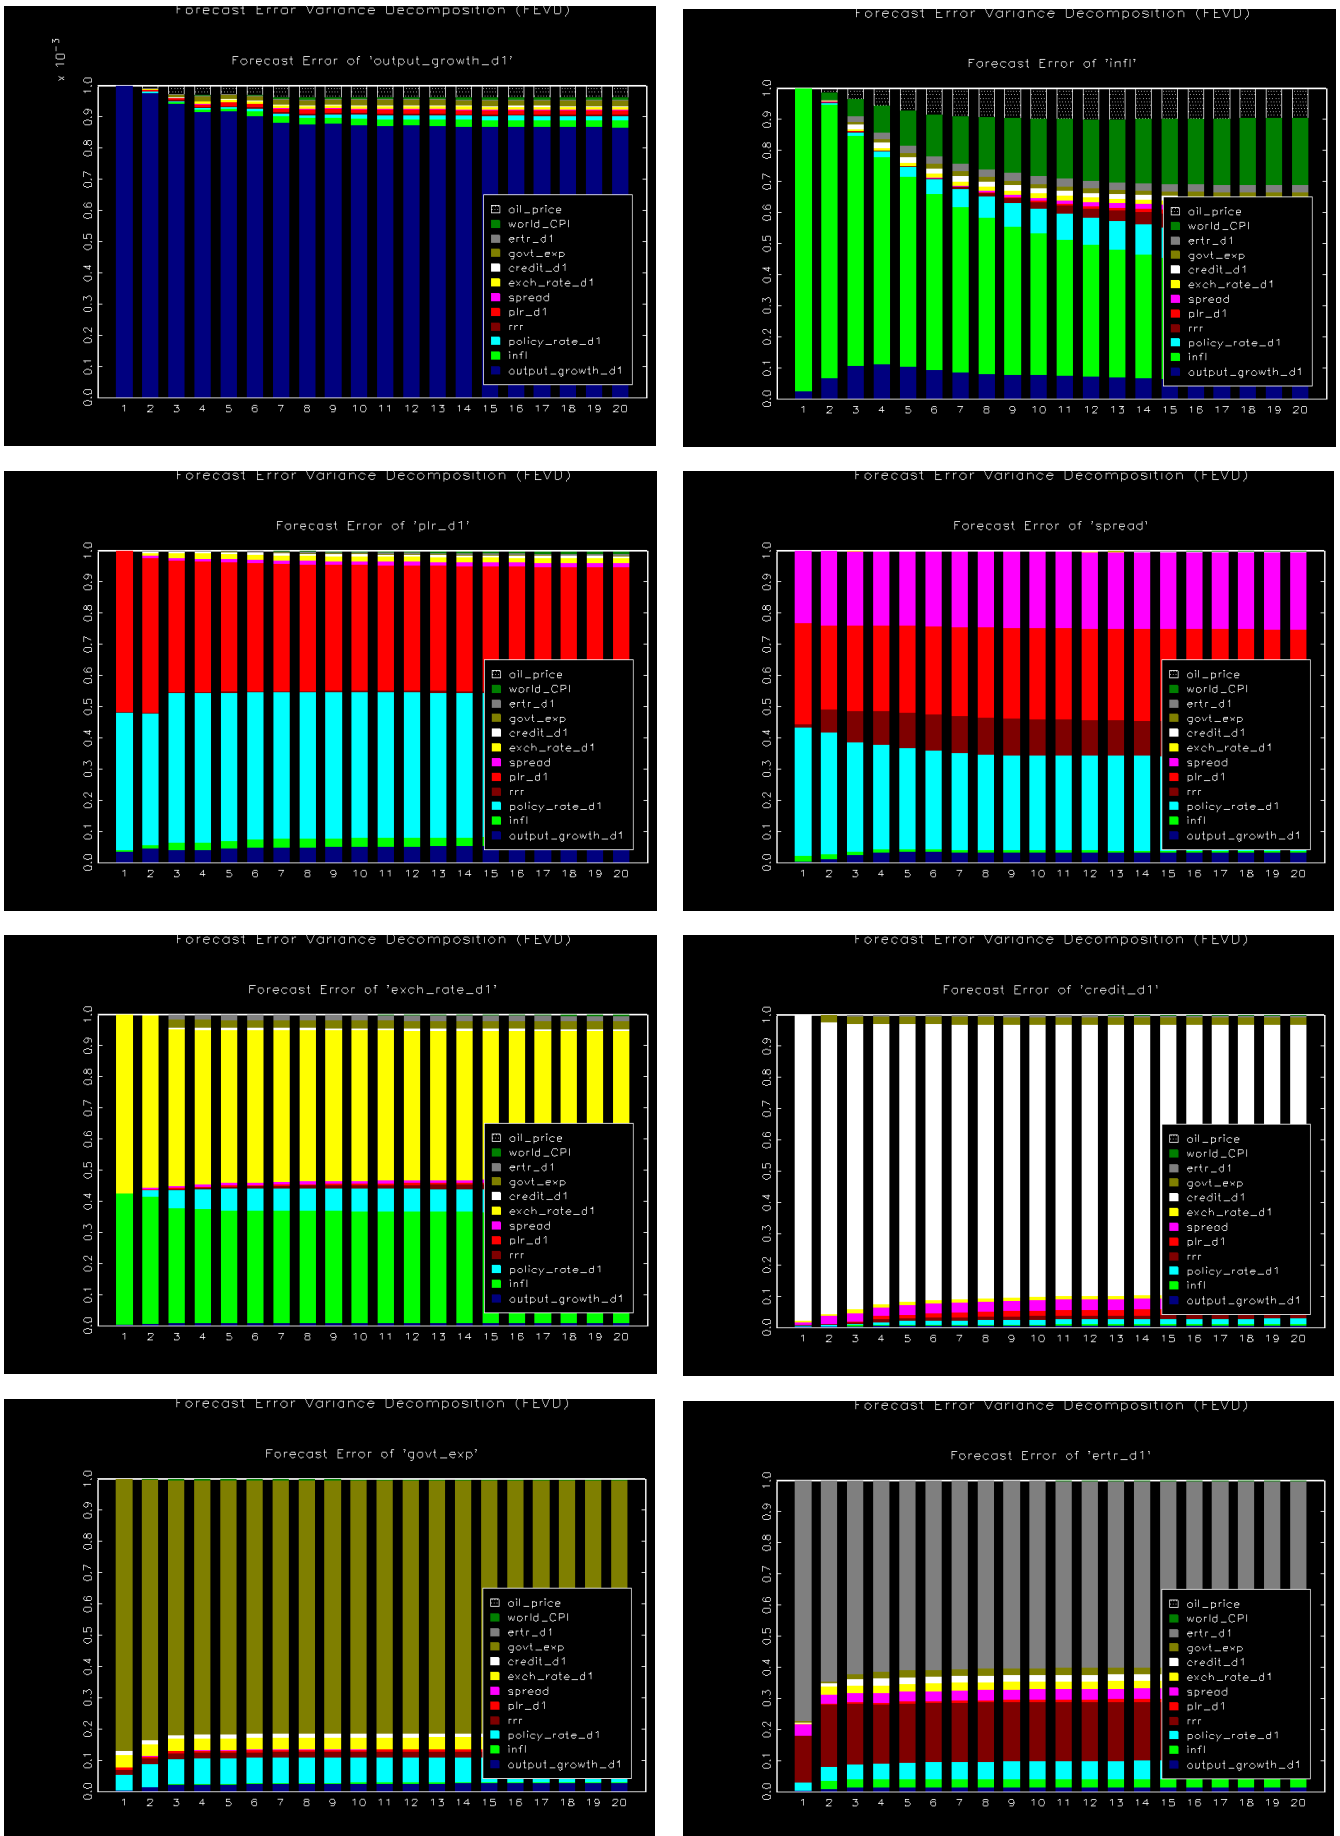 Forecast Error Variance Decomposition (FEVD)
Forecast Error of 'output_growth_d1'
x 10⁻³
1.0
0.9
0.8
0.7
0.6
0.5
0.4
0.3
0.2
0.1
0.0
oil_price
world_CPI
ertr_d1
govt_exp
credit_d1
exch_rate_d1
spread
plr_d1
rrr
policy_rate_d1
infl
output_growth_d1
1 2 3 4 5 6 7 8 9 10 11 12 13 14 15 16 17 18 19 20
Forecast Error Variance Decomposition (FEVD)
Forecast Error of 'infl'
1.0
0.9
0.8
0.7
0.6
0.5
0.4
0.3
0.2
0.1
0.0
oil_price
world_CPI
ertr_d1
govt_exp
credit_d1
exch_rate_d1
spread
plr_d1
rrr
policy_rate_d1
infl
output_growth_d1
1 2 3 4 5 6 7 8 9 10 11 12 13 14 15 16 17 18 19 20
Forecast Error Variance Decomposition (FEVD)
Forecast Error of 'plr_d1'
1.0
0.9
0.8
0.7
0.6
0.5
0.4
0.3
0.2
0.1
0.0
oil_price
world_CPI
ertr_d1
govt_exp
credit_d1
exch_rate_d1
spread
plr_d1
rrr
policy_rate_d1
infl
output_growth_d1
1 2 3 4 5 6 7 8 9 10 11 12 13 14 15 16 17 18 19 20
Forecast Error Variance Decomposition (FEVD)
Forecast Error of 'spread'
1.0
0.9
0.8
0.7
0.6
0.5
0.4
0.3
0.2
0.1
0.0
oil_price
world_CPI
ertr_d1
govt_exp
credit_d1
exch_rate_d1
spread
plr_d1
rrr
policy_rate_d1
infl
output_growth_d1
1 2 3 4 5 6 7 8 9 10 11 12 13 14 15 16 17 18 19 20
Forecast Error Variance Decomposition (FEVD)
Forecast Error of 'exch_rate_d1'
1.0
0.9
0.8
0.7
0.6
0.5
0.4
0.3
0.2
0.1
0.0
oil_price
world_CPI
ertr_d1
govt_exp
credit_d1
exch_rate_d1
spread
plr_d1
rrr
policy_rate_d1
infl
output_growth_d1
1 2 3 4 5 6 7 8 9 10 11 12 13 14 15 16 17 18 19 20
Forecast Error Variance Decomposition (FEVD)
Forecast Error of 'credit_d1'
1.0
0.9
0.8
0.7
0.6
0.5
0.4
0.3
0.2
0.1
0.0
oil_price
world_CPI
ertr_d1
govt_exp
credit_d1
exch_rate_d1
spread
plr_d1
rrr
policy_rate_d1
infl
output_growth_d1
1 2 3 4 5 6 7 8 9 10 11 12 13 14 15 16 17 18 19 20
Forecast Error Variance Decomposition (FEVD)
Forecast Error of 'govt_exp'
1.0
0.9
0.8
0.7
0.6
0.5
0.4
0.3
0.2
0.1
0.0
oil_price
world_CPI
ertr_d1
govt_exp
credit_d1
exch_rate_d1
spread
plr_d1
rrr
policy_rate_d1
infl
output_growth_d1
1 2 3 4 5 6 7 8 9 10 11 12 13 14 15 16 17 18 19 20
Forecast Error Variance Decomposition (FEVD)
Forecast Error of 'ertr_d1'
1.0
0.9
0.8
0.7
0.6
0.5
0.4
0.3
0.2
0.1
0.0
oil_price
world_CPI
ertr_d1
govt_exp
credit_d1
exch_rate_d1
spread
plr_d1
rrr
policy_rate_d1
infl
output_growth_d1
1 2 3 4 5 6 7 8 9 10 11 12 13 14 15 16 17 18 19 20